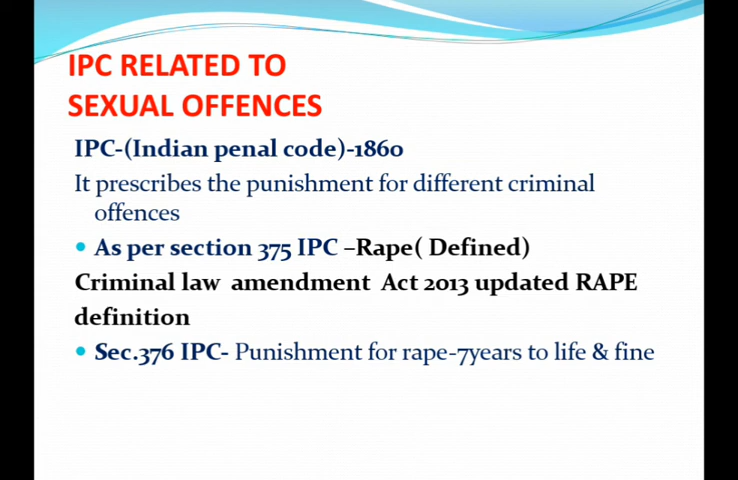 IPC RELATED TO
SEXUAL OFFENCES
IPC-(Indian penal code)-1860
It prescribes the punishment for different criminal
offences
• As per section 375 IPC –Rape( Defined)
Criminal law amendment Act 2013 updated RAPE
definition
• Sec.376 IPC- Punishment for rape-7years to life & fine